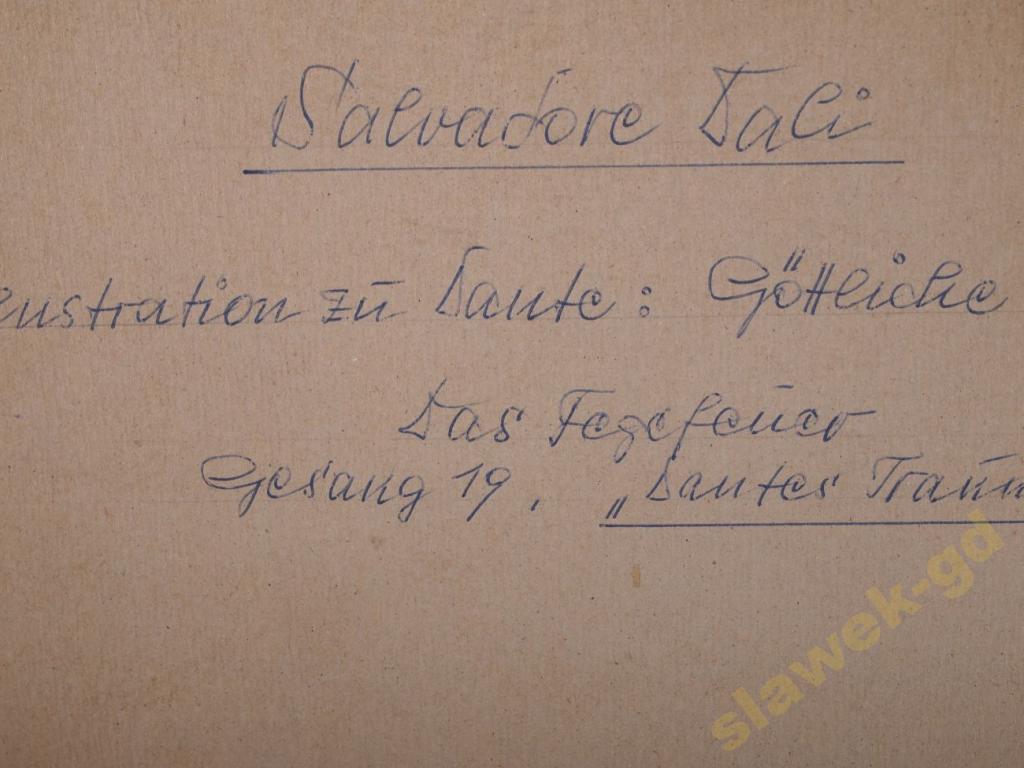 Salvadore Dali
lustration zu Dante: Göttliche
Das Fegefeuer
Gesang 19, „Dantes Traum
slawek-gd